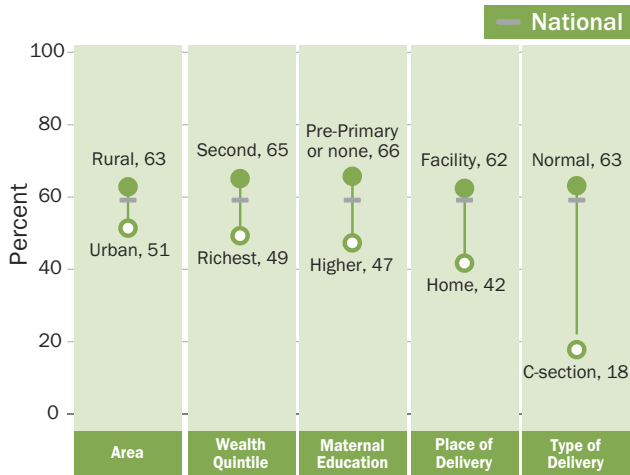 National
100
80
60
40
20
0
Percent
Rural, 63
Urban, 51
Second, 65
Richest, 49
Pre-Primary
or none, 66
Higher, 47
Facility, 62
Home, 42
Normal, 63
C-section, 18
Area
Wealth
Quintile
Maternal
Education
Place of
Delivery
Type of
Delivery